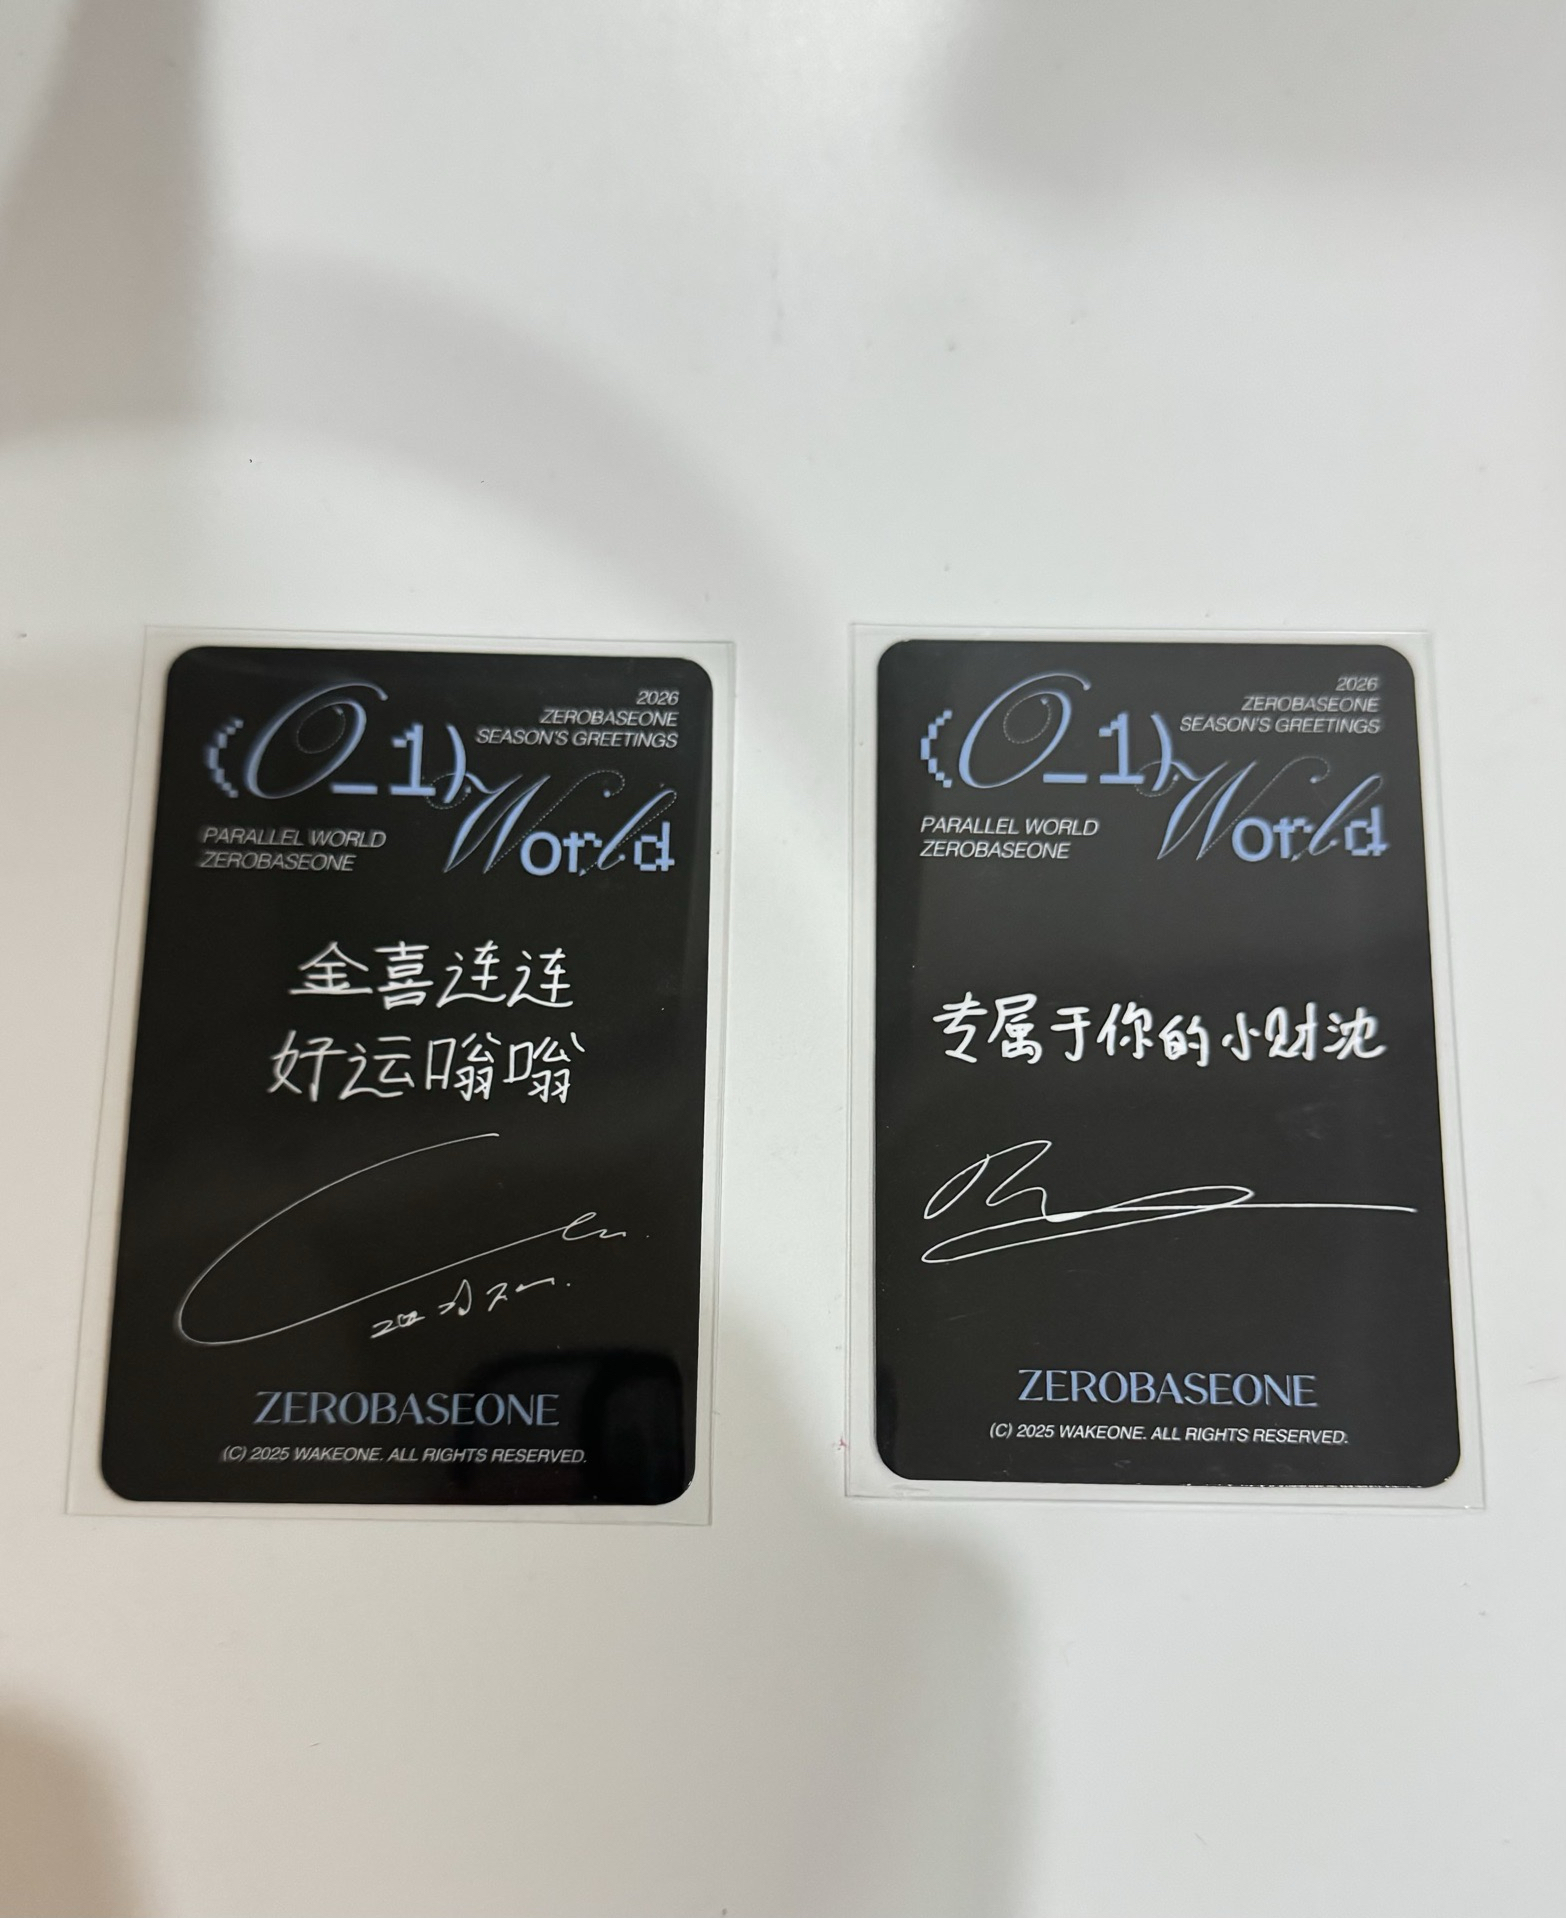 (0_1)
World
2026
ZEROBASEONE
SEASON'S GREETINGS
PARALLEL WORLD
ZEROBASEONE
金喜连连
好运嗡嗡
ZEROBASEONE
(C) 2025 WAKEONE. ALL RIGHTS RESERVED.
(0_1)
World
2026
ZEROBASEONE
SEASON'S GREETINGS
PARALLEL WORLD
ZEROBASEONE
专属于你的小财沈
ZEROBASEONE
(C) 2025 WAKEONE. ALL RIGHTS RESERVED.